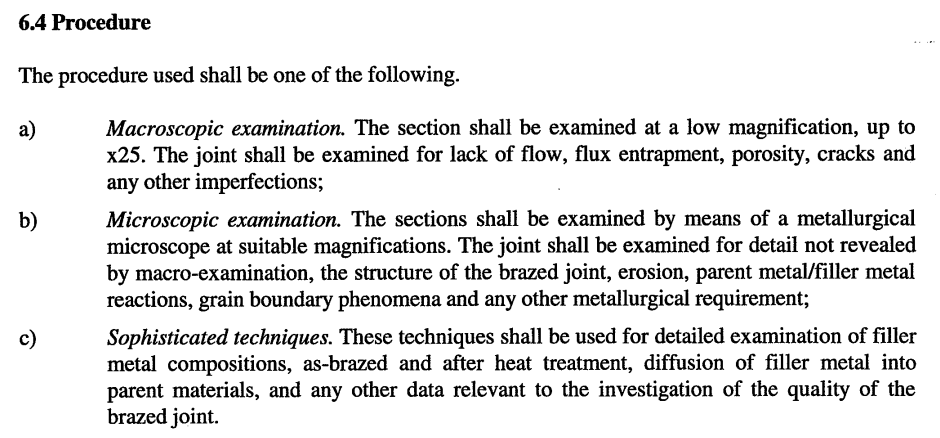 6.4 Procedure
The procedure used shall be one of the following.
a) Macroscopic examination. The section shall be examined at a low magnification, up to
x25. The joint shall be examined for lack of flow, flux entrapment, porosity, cracks and
any other imperfections;
b) Microscopic examination. The sections shall be examined by means of a metallurgical
microscope at suitable magnifications. The joint shall be examined for detail not revealed
by macro-examination, the structure of the brazed joint, erosion, parent metal/filler metal
reactions, grain boundary phenomena and any other metallurgical requirement;
c) Sophisticated techniques. These techniques shall be used for detailed examination of filler
metal compositions, as-brazed and after heat treatment, diffusion of filler metal into
parent materials, and any other data relevant to the investigation of the quality of the
brazed joint.